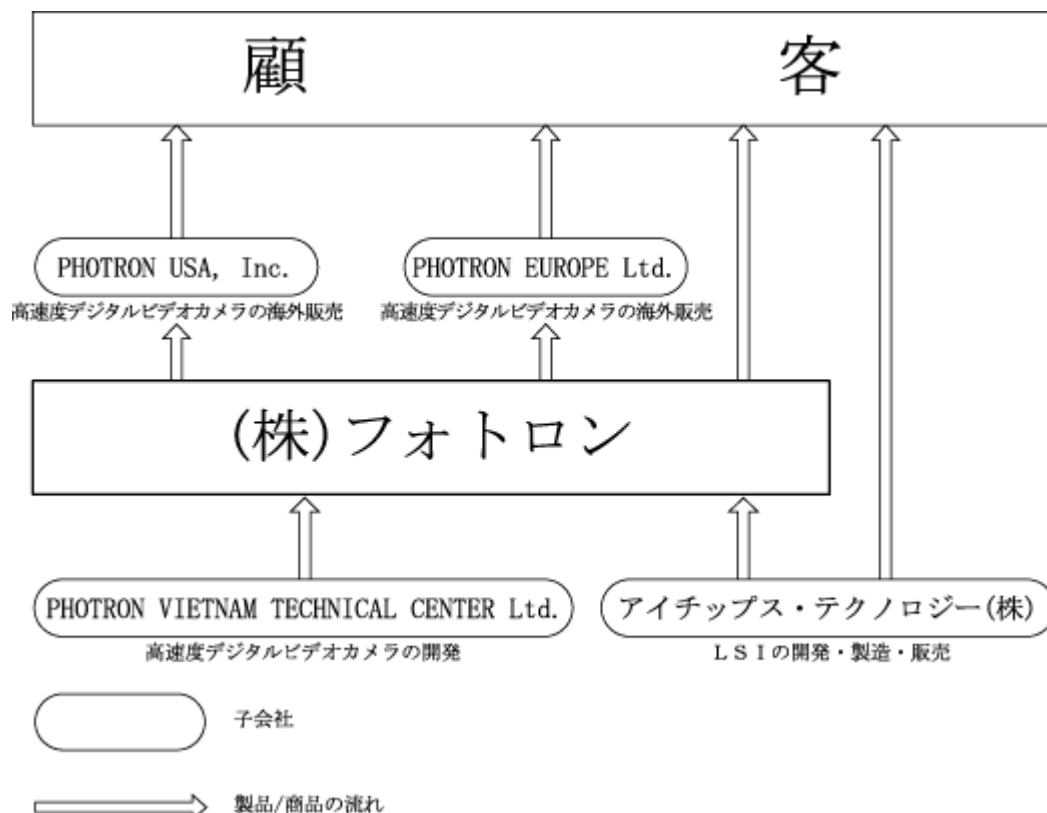 顧客
PHOTRON USA, Inc.
高速度デジタルビデオカメラの海外販売
PHOTRON EUROPE Ltd.
高速度デジタルビデオカメラの海外販売
(株)フォトロン
PHOTRON VIETNAM TECHNICAL CENTER Ltd.
高速度デジタルビデオカメラの開発
アイチップス・テクノロジー(株)
ＬＳＩの開発・製造・販売
子会社
製品/商品の流れ